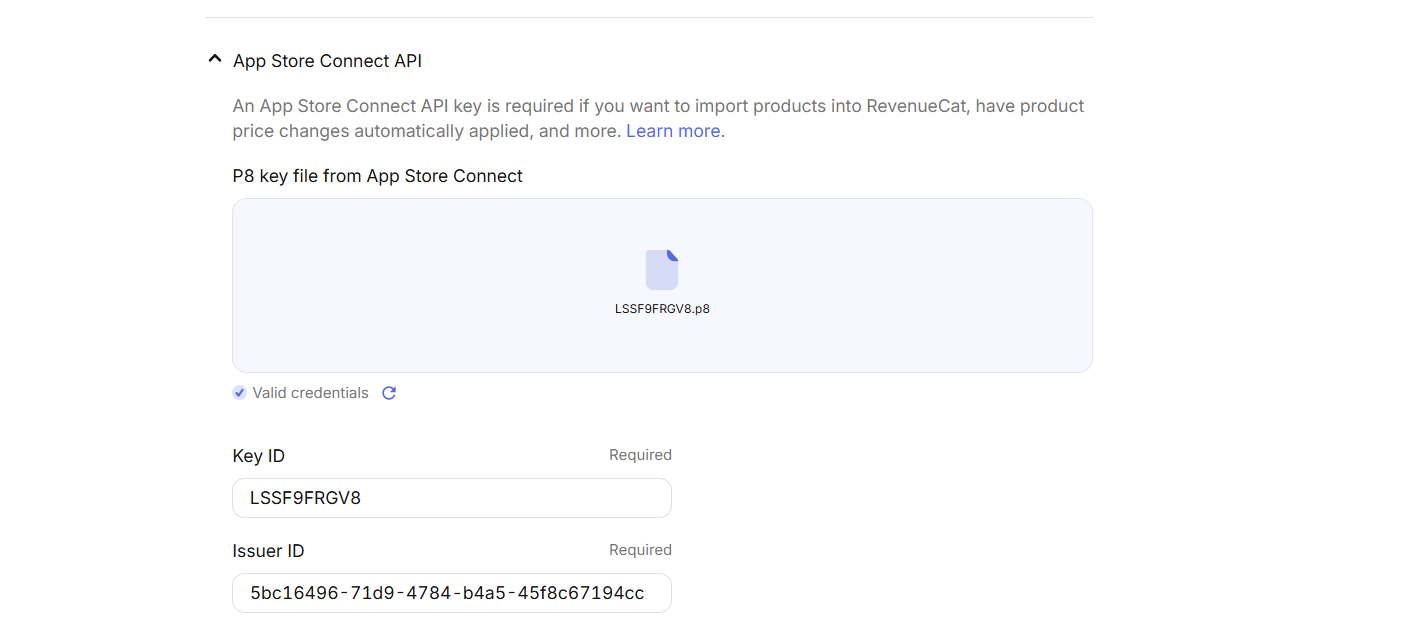 App Store Connect API
An App Store Connect API key is required if you want to import products into RevenueCat, have product
price changes automatically applied, and more. Learn more.
P8 key file from App Store Connect
LSSF9FRGV8.p8
Valid credentials
Key ID
Required
LSSF9FRGV8
Issuer ID
Required
5bc16496-71d9-4784-b4a5-45f8c67194cc